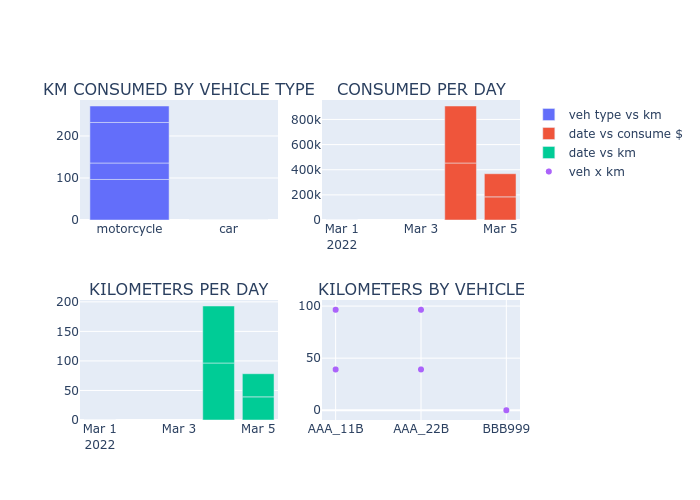 KM CONSUMED BY VEHICLE TYPE
CONSUMED PER DAY
200
100
0
motorcycle
car
800k
600k
400k
200k
0
Mar 1
2022
Mar 3
Mar 5
veh type vs km
date vs consume $
date vs km
veh x km
KILOMETERS PER DAY
KILOMETERS BY VEHICLE
200
150
100
50
0
Mar 1
2022
Mar 3
Mar 5
100
50
0
AAA_11B
AAA_22B
BBB999